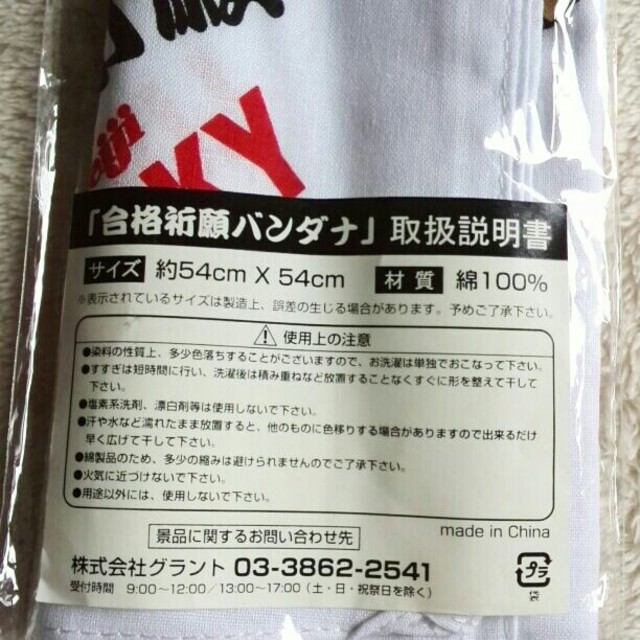 eiji
KY
「合格祈願バンダナ」取扱説明書
サイズ 約54cm X 54cm 材質 綿100%
※表示されているサイズは製造上、誤差の生じる場合があります。予めご了承下さい。
使用上の注意
●染料の性質上、多少色落ちすることがございますので、お洗濯は単独でおこなって下さい。
●すすぎは短時間に行い、洗濯後は積み重ねなど放置することなくすぐに形を整えて干して
下さい。
●塩素系洗剤、漂白剤等は使用しないで下さい。
●汗や水など濡れたまま放置すると、他のものに色移りする場合がありますので出来るだけ
早く広げて干して下さい。
●綿製品のため、多少の縮みは避けられませんのでご了承下さい。
●火気に近づけないで下さい。
●用途以外には、使用しないで下さい。
景品に関するお問い合わせ先
made in China
株式会社グラント 03-3862-2541
受付時間 9:00~12:00/13:00~17:00(土・日・祝祭日を除く)
プラ
袋